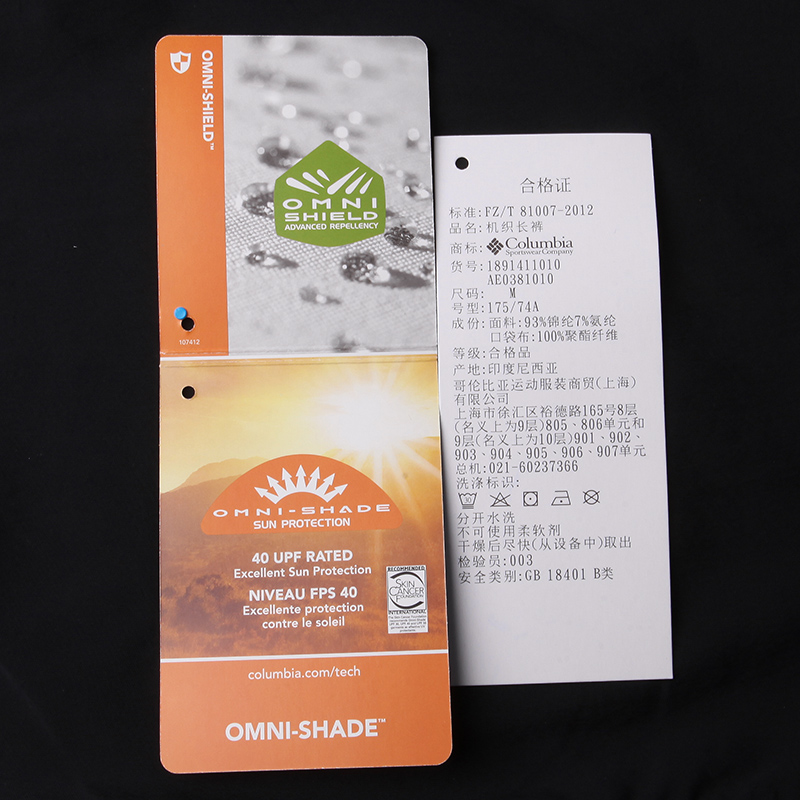 OMNI-SHIELD™
OMNI
SHIELD
ADVANCED REPELLENCY
107412
OMNI-SHADE
SUN PROTECTION
40 UPF RATED
Excellent Sun Protection
NIVEAU FPS 40
Excellente protection
contre le soleil
RECOMMENDED
SKIN
CANCER
FOUNDATION
INTERNATIONAL
columbia.com/tech
OMNI-SHADE™
合格证
标准:FZ/T 81007-2012
品名:机织长裤
商标:Columbia
Sportswear Company
货号:1891411010
AE0381010
尺码: M
号型:175/74A
成份:面料:93%锦纶7%氨纶
口袋布:100%聚酯纤维
等级:合格品
产地:印度尼西亚
哥伦比亚运动服装商贸(上海)
有限公司
上海市徐汇区裕德路165号8层
(名义上为9层)805、806单元和
9层(名义上为10层)901、902、
903、904、905、906、907单元
总机:021-60237366
洗涤标识:
30
分开水洗
不可使用柔软剂
干燥后尽快(从设备中)取出
检验员:003
安全类别:GB 18401 B类